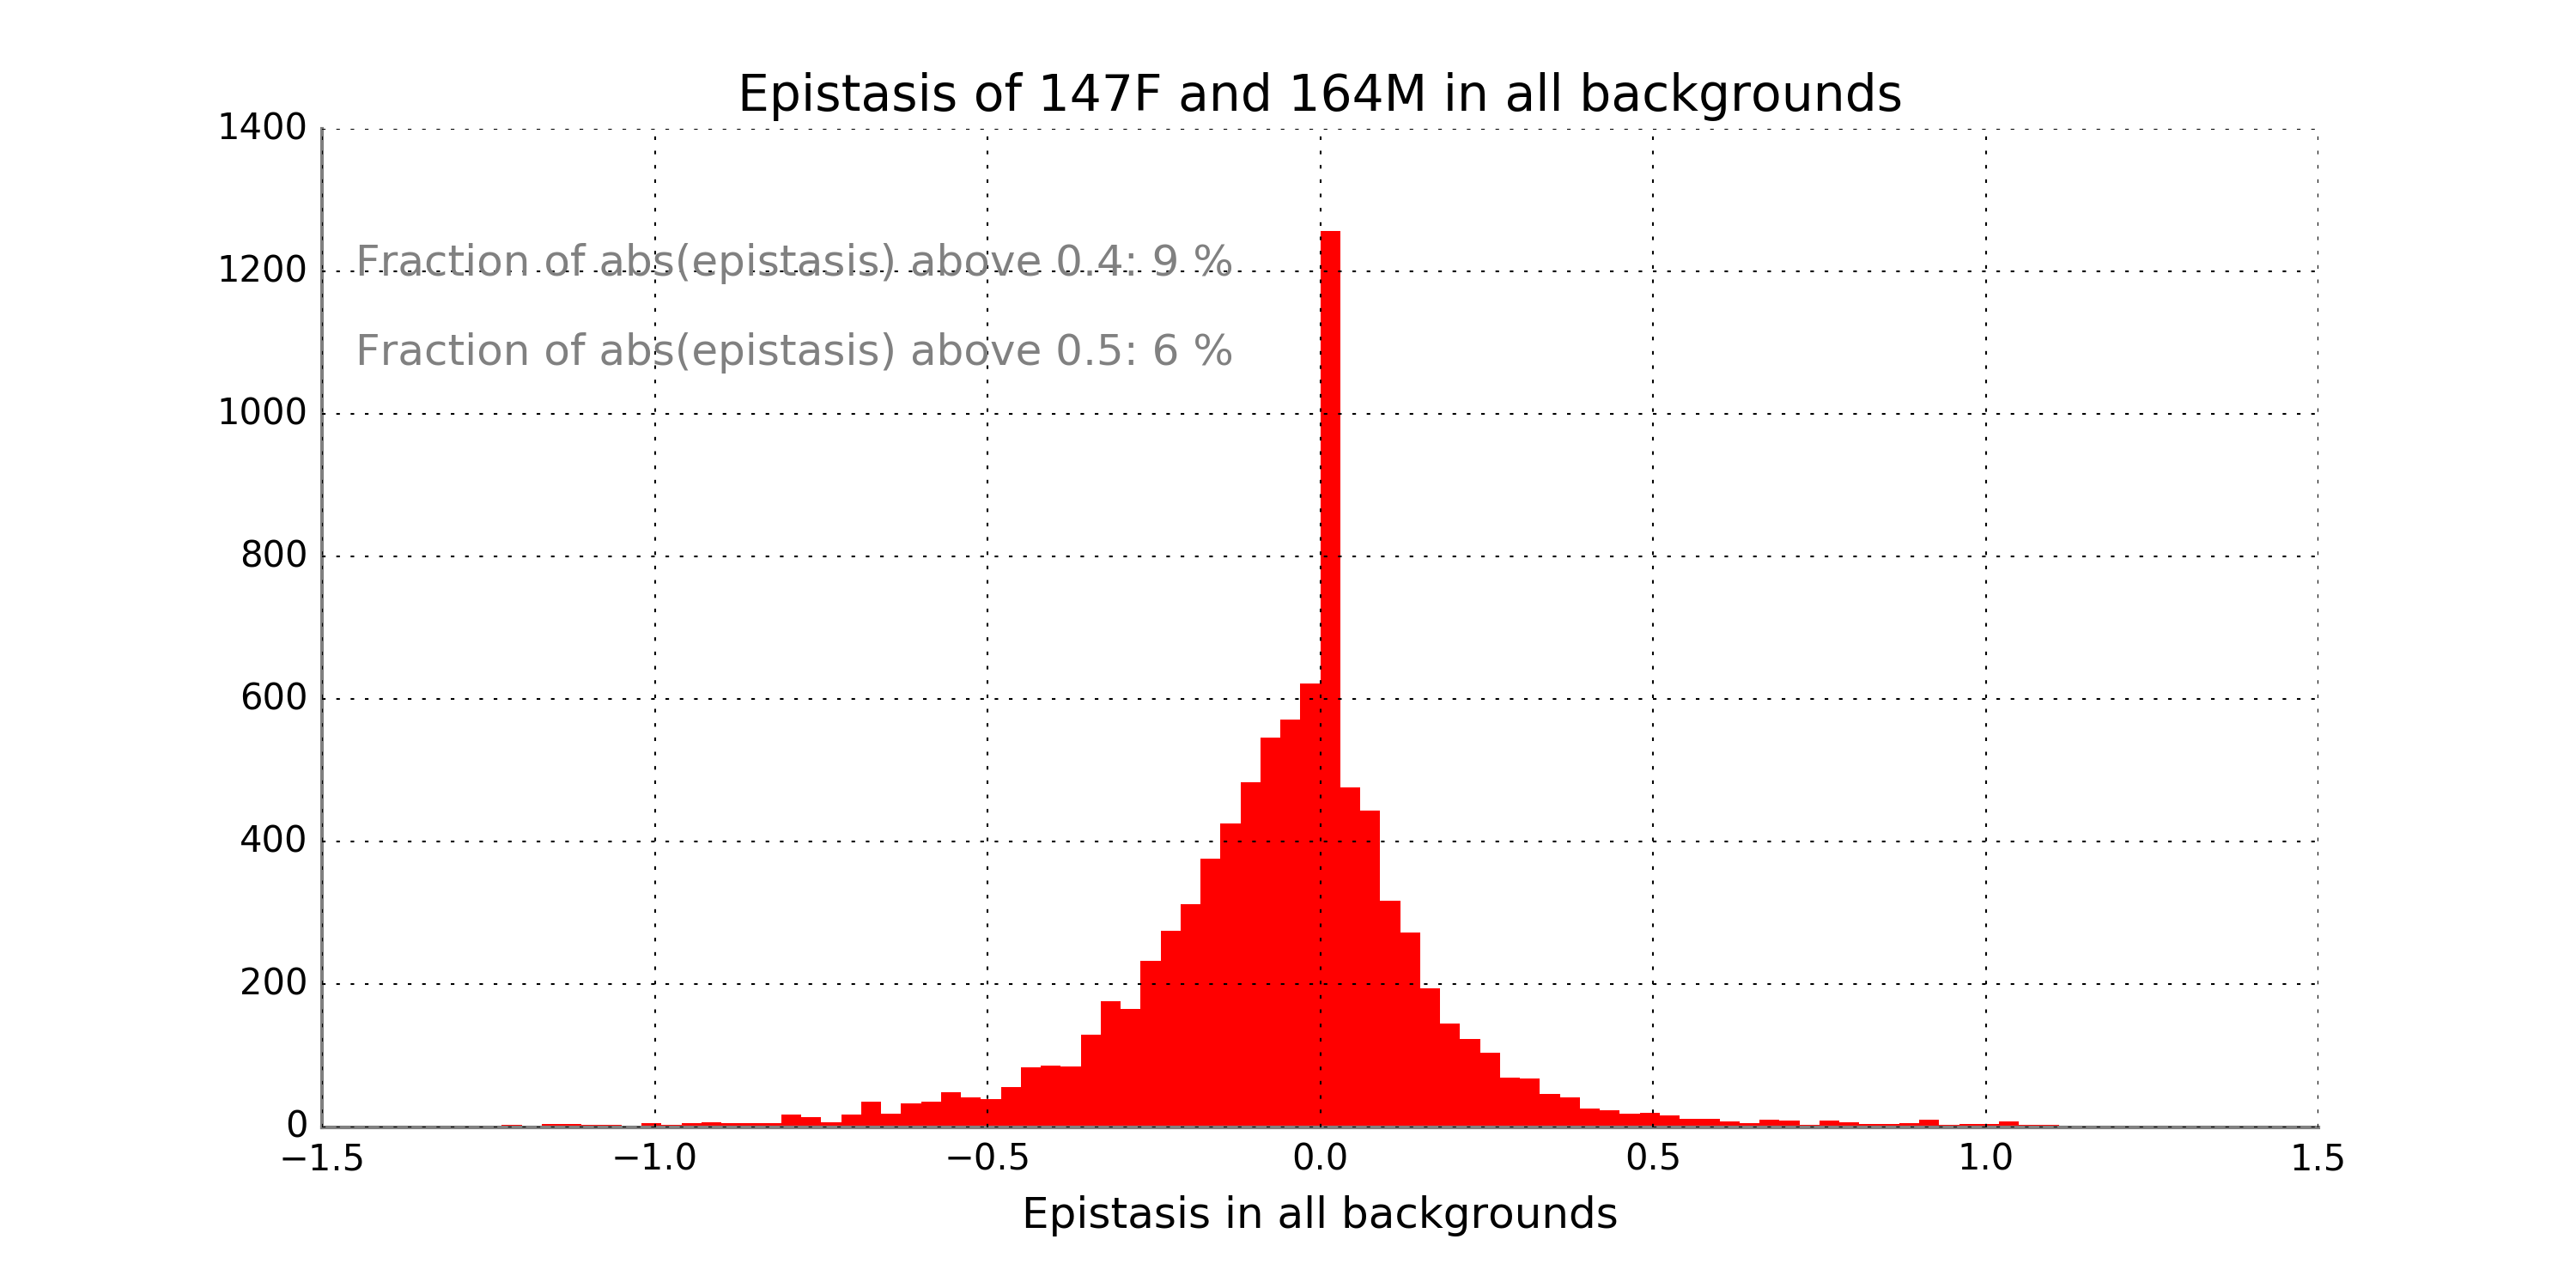 Epistasis of 147F and 164M in all backgrounds
1400
1200
Fraction of abs(epistasis) above 0.4: 9 %
Fraction of abs(epistasis) above 0.5: 6 %
1000
800
600
400
200
0
−1.5 −1.0 −0.5 0.0 0.5 1.0 1.5
Epistasis in all backgrounds